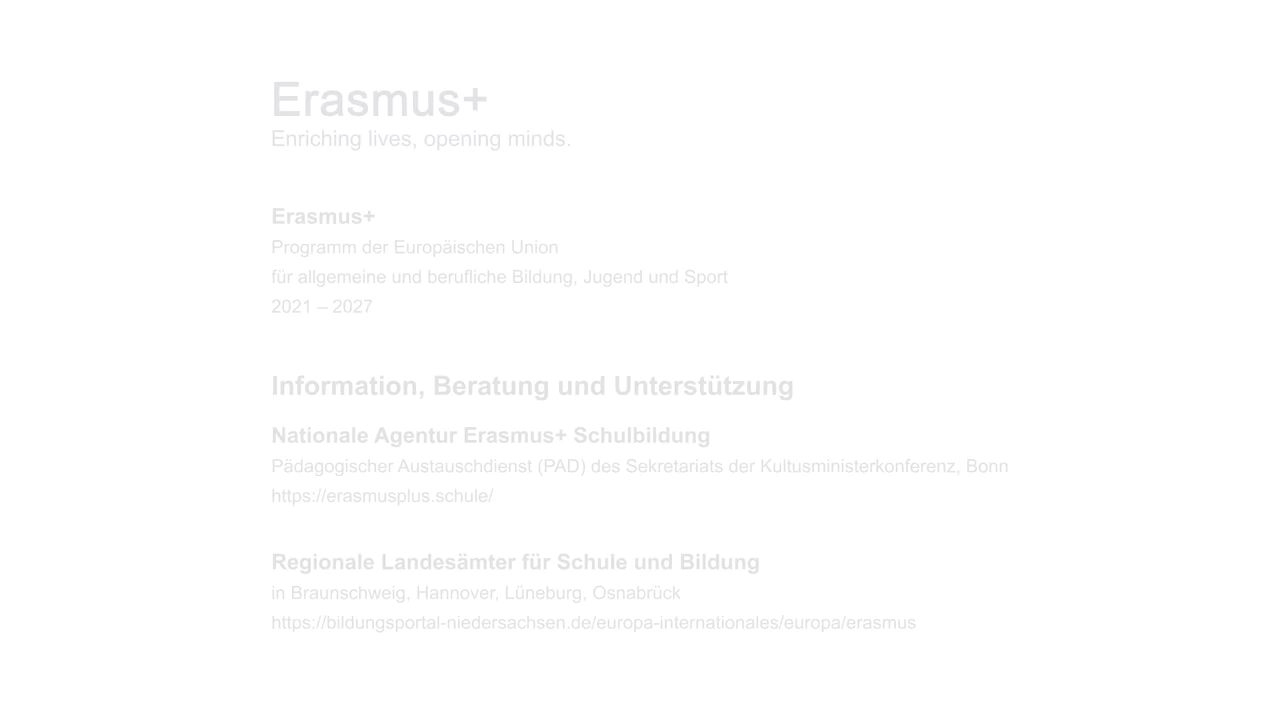 Erasmus+
Enriching lives, opening minds.
Erasmus+
Programm der Europäischen Union
für allgemeine und berufliche Bildung, Jugend und Sport
2021 – 2027
Information, Beratung und Unterstützung
Nationale Agentur Erasmus+ Schulbildung
Pädagogischer Austauschdienst (PAD) des Sekretariats der Kultusministerkonferenz, Bonn
https://erasmusplus.schule/
Regionale Landesämter für Schule und Bildung
in Braunschweig, Hannover, Lüneburg, Osnabrück
https://bildungsportal-niedersachsen.de/europa-internationales/europa/erasmus